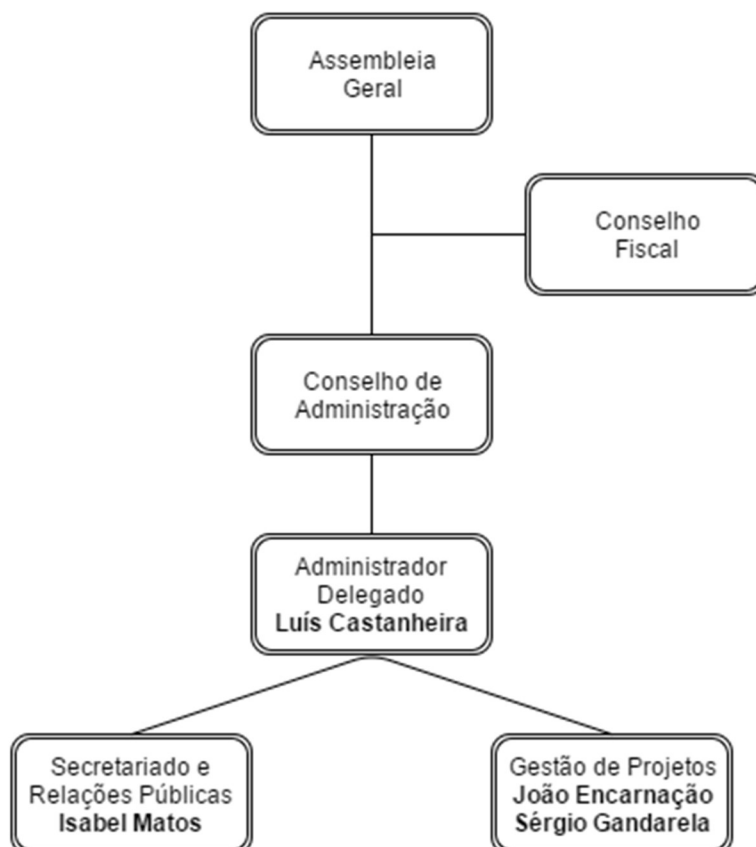 Assembleia
Geral
Conselho
Fiscal
Conselho de
Administração
Administrador
Delegado
Luís Castanheira
Secretariado e
Relações Públicas
Isabel Matos
Gestão de Projetos
João Encarnação
Sérgio Gandarela